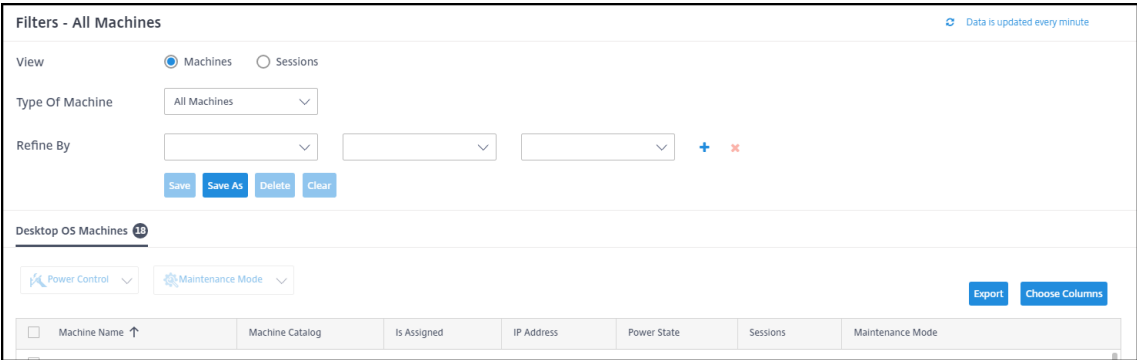 Filters - All Machines
Data is updated every minute
View
Machines
Sessions
Type Of Machine
All Machines
Refine By
Save
Save As
Delete
Clear
Desktop OS Machines 18
Power Control
Maintenance Mode
Export
Choose Columns
Machine Name
Machine Catalog
Is Assigned
IP Address
Power State
Sessions
Maintenance Mode